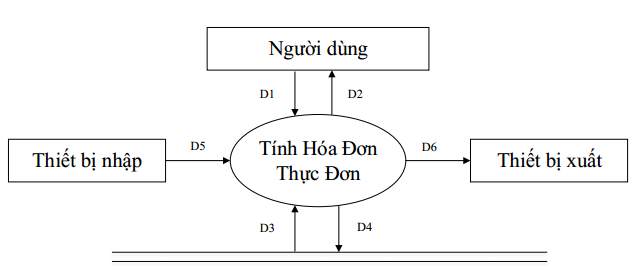 Người dùng
D1
D2
Thiết bị nhập
D5
Tính Hóa Đơn
Thực Đơn
D6
Thiết bị xuất
D3
D4